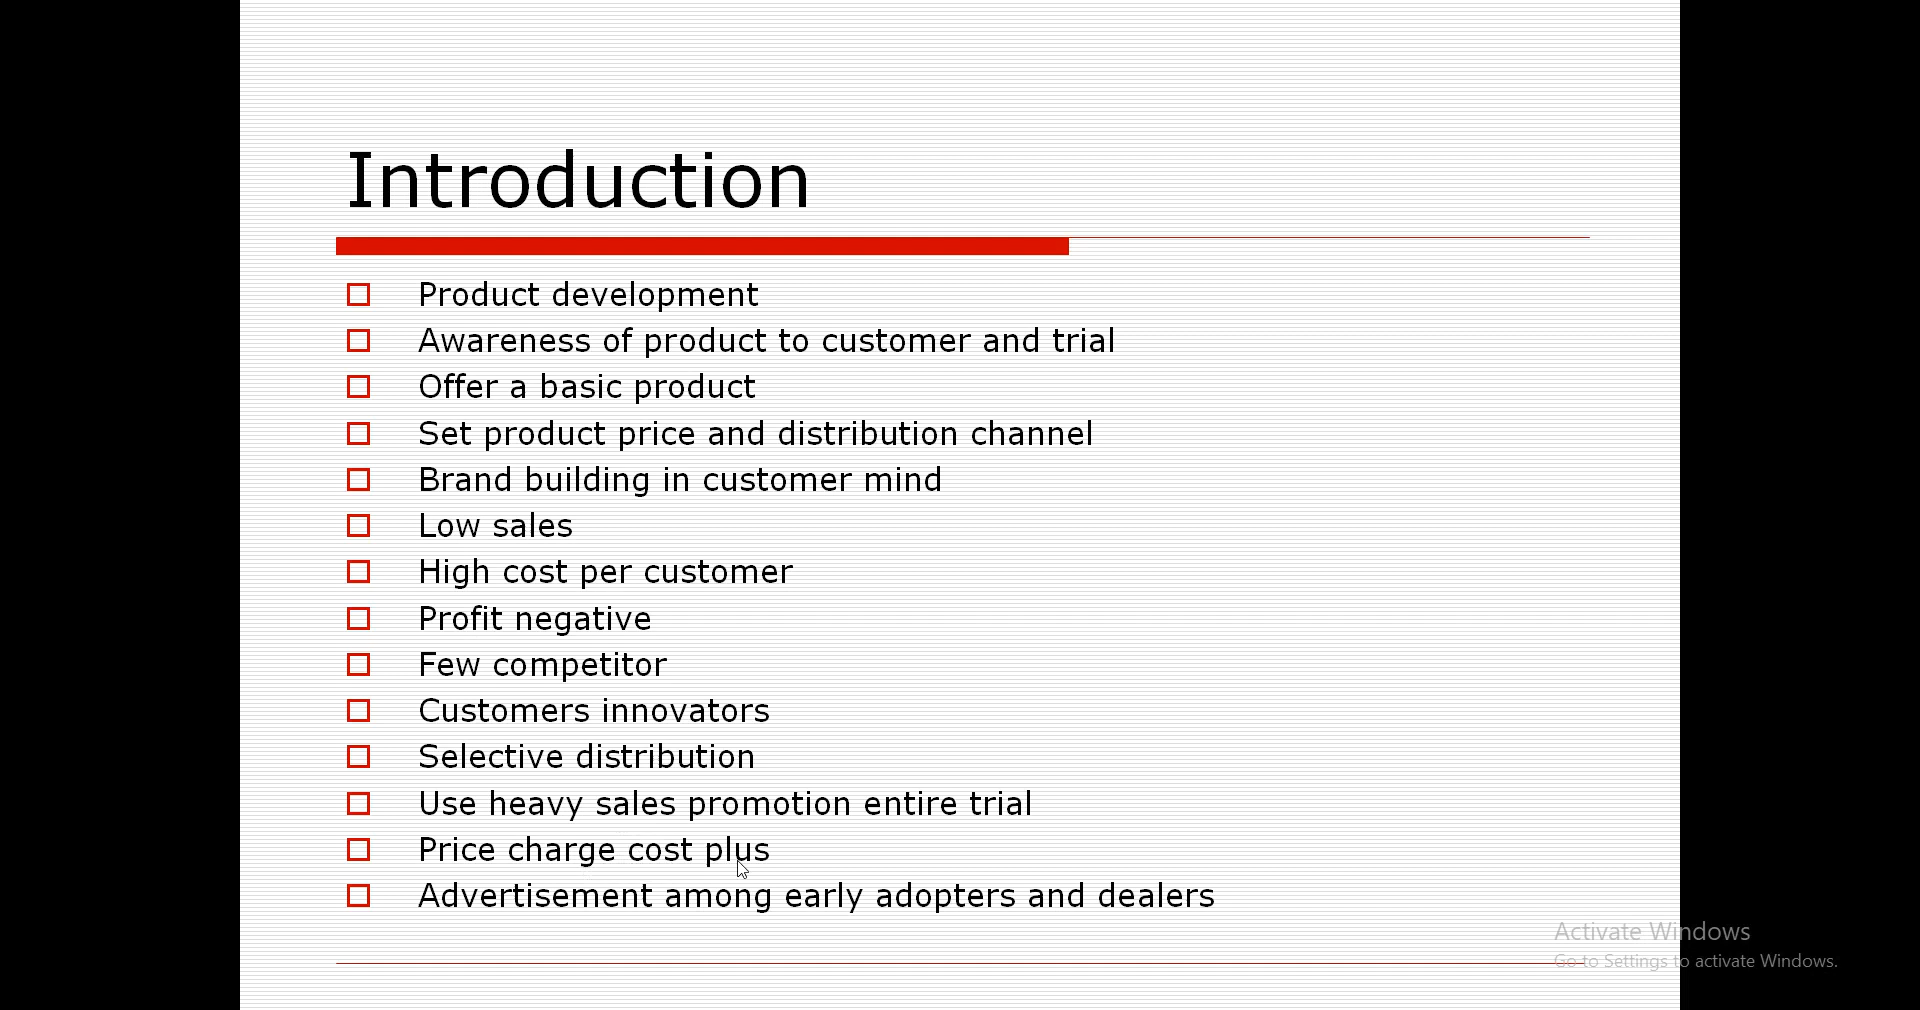 Introduction
Product development
Awareness of product to customer and trial
Offer a basic product
Set product price and distribution channel
Brand building in customer mind
Low sales
High cost per customer
Profit negative
Few competitor
Customers innovators
Selective distribution
Use heavy sales promotion entire trial
Price charge cost plus
Advertisement among early adopters and dealers
Activate Windows
Go to Settings to activate Windows.